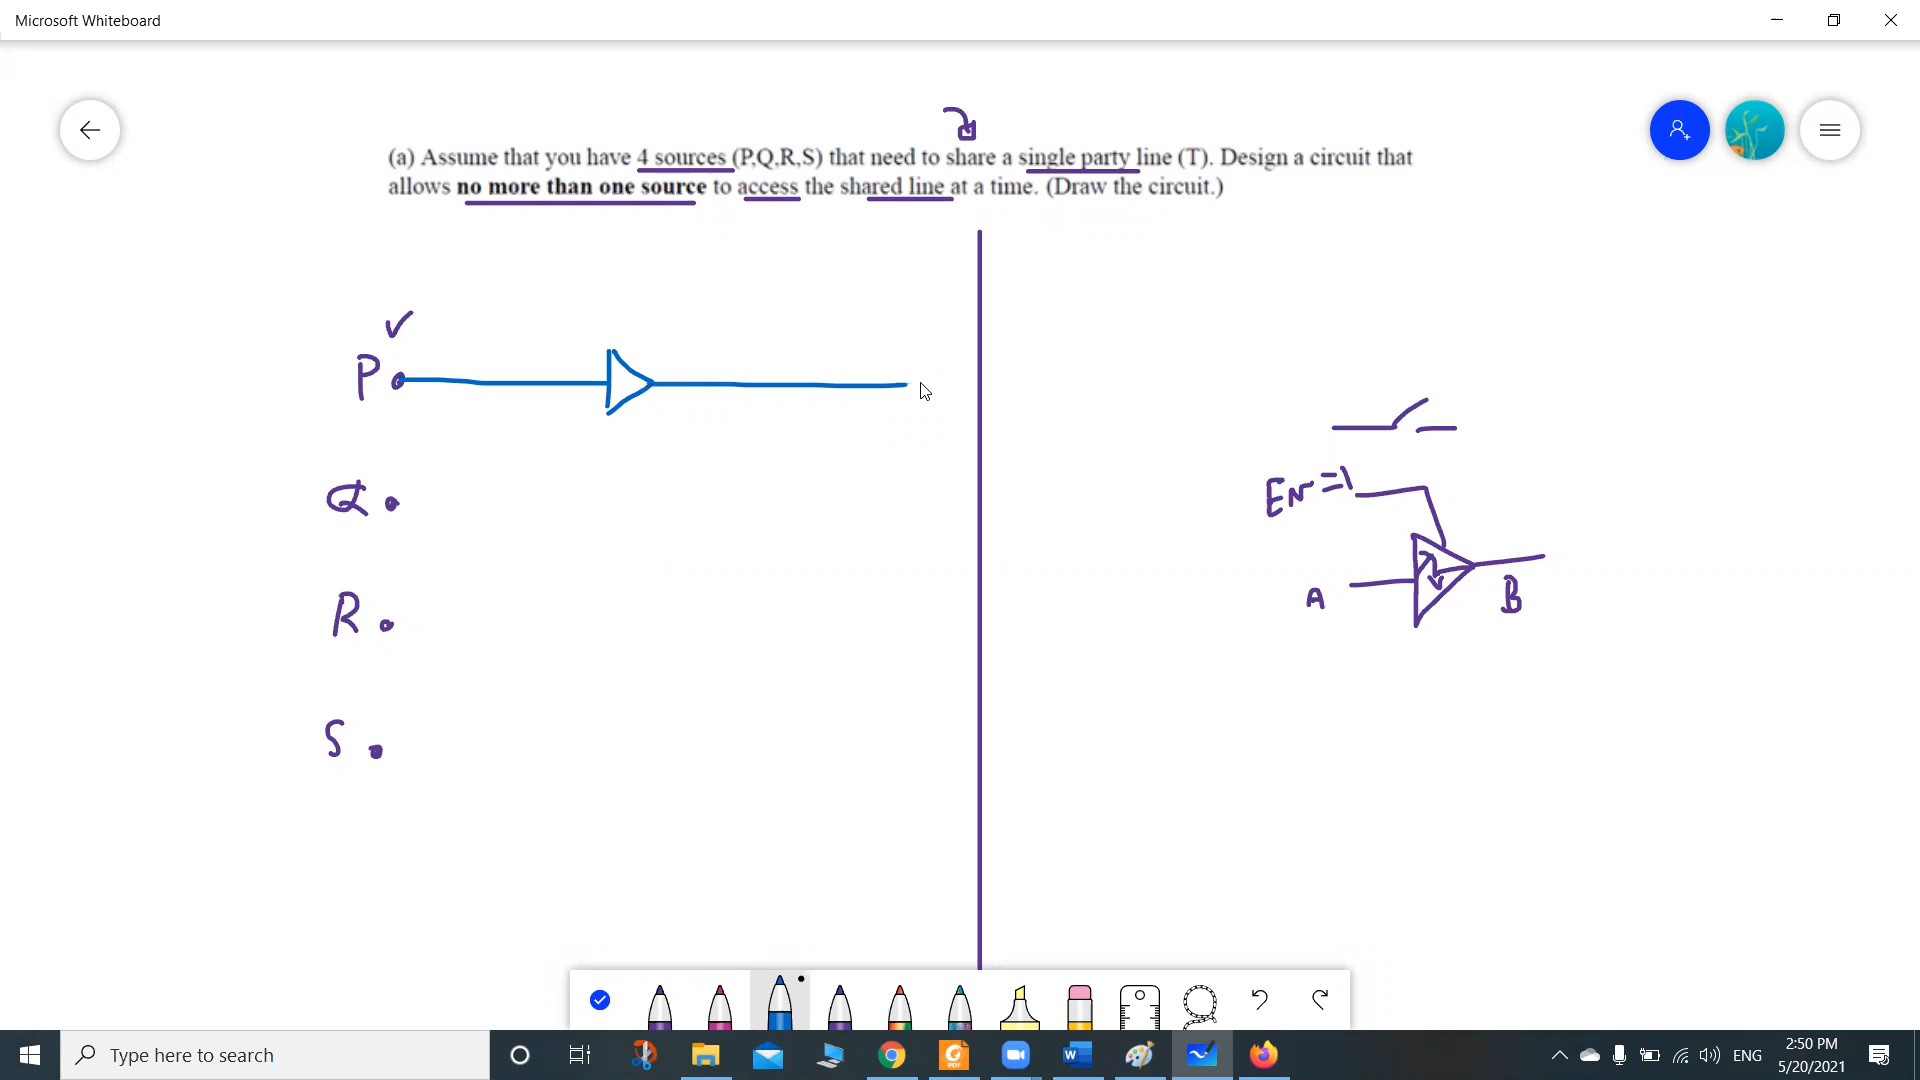 Microsoft Whiteboard
(a) Assume that you have 4 sources (P,Q,R,S) that need to share a single party line (T). Design a circuit that
allows no more than one source to access the shared line at a time. (Draw the circuit.)
P
Q
R
S
En=1
A
B
Type here to search
ENG
2:50 PM
5/20/2021